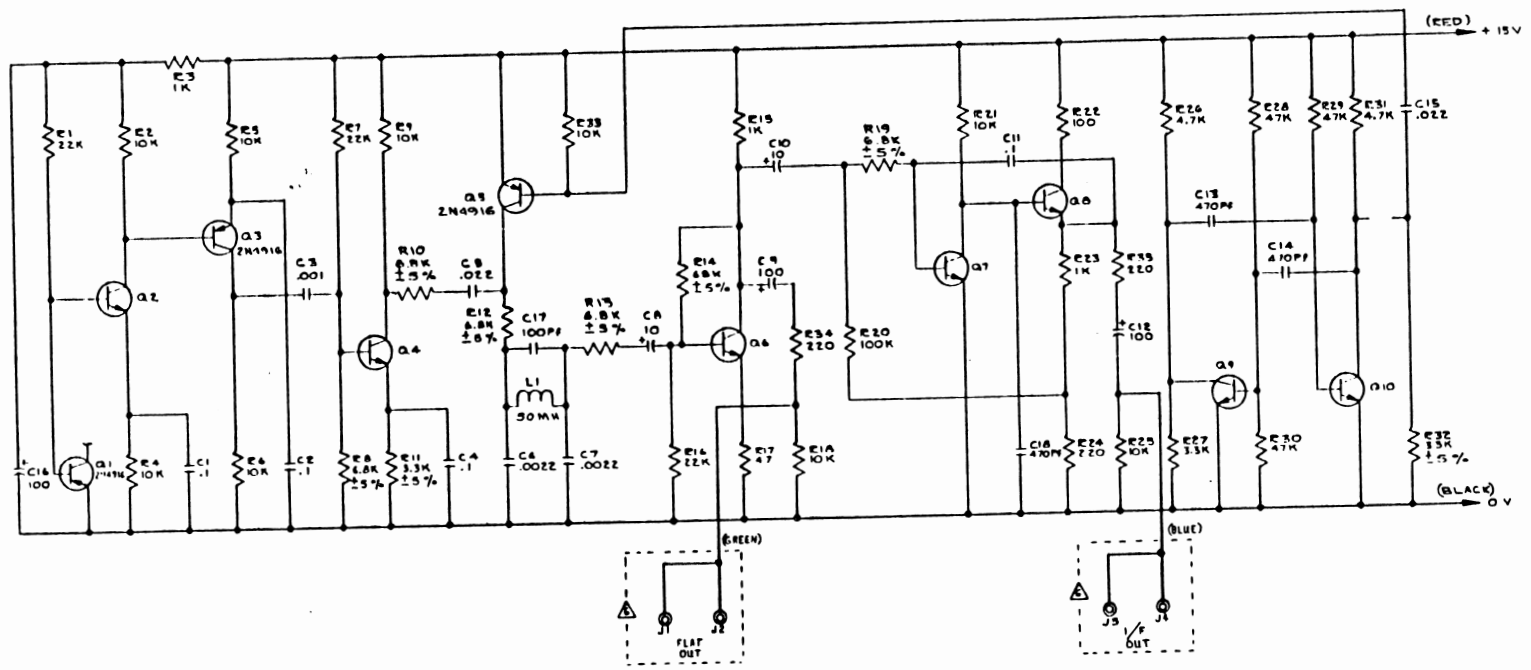 (RED)
+ 15V
R3
1K
R1
22K
R2
10K
R5
10K
R7
22K
R9
10K
R33
10K
R15
1K
C10
10
+
R19
6.8K
±5%
R21
10K
C11
.1
R22
100
R26
4.7K
R28
47K
R29
47K
R31
4.7K
C15
.022
Q5
2N4916
Q3
2N4916
C3
.001
R10
6.8K
±5%
C8
.022
R14
68K
±5%
C9
100
+
Q8
C13
470PF
C14
470PF
Q2
R12
6.8K
±5%
C17
100PF
R13
6.8K
±5%
10
+
Q7
R23
1K
R35
220
+
C12
100
Q4
Q6
R34
220
R20
100K
L1
50MH
Q9
Q10
+
C16
100
Q1
2N4916
R4
10K
C1
.1
R6
10K
C2
.1
R8
6.8K
±5%
R11
3.3K
±5%
C4
.1
C6
.0022
C7
.0022
R16
22K
R17
47
R18
10K
C18
470PF
R24
220
R25
10K
R27
3.3K
R30
47K
R32
3.3K
±5%
(BLACK)
0V
(GREEN)
(BLUE)
J1
J2
FLAT
OUT
J3
J4
1/F
OUT